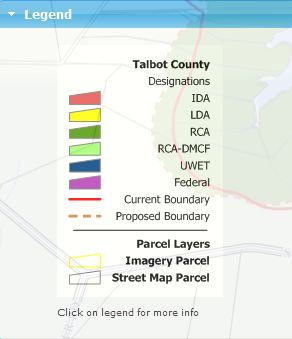 Legend
Talbot County
Designations
IDA
LDA
RCA
RCA-DMCF
UWET
Federal
Current Boundary
Proposed Boundary
Parcel Layers
Imagery Parcel
Street Map Parcel
Click on legend for more info